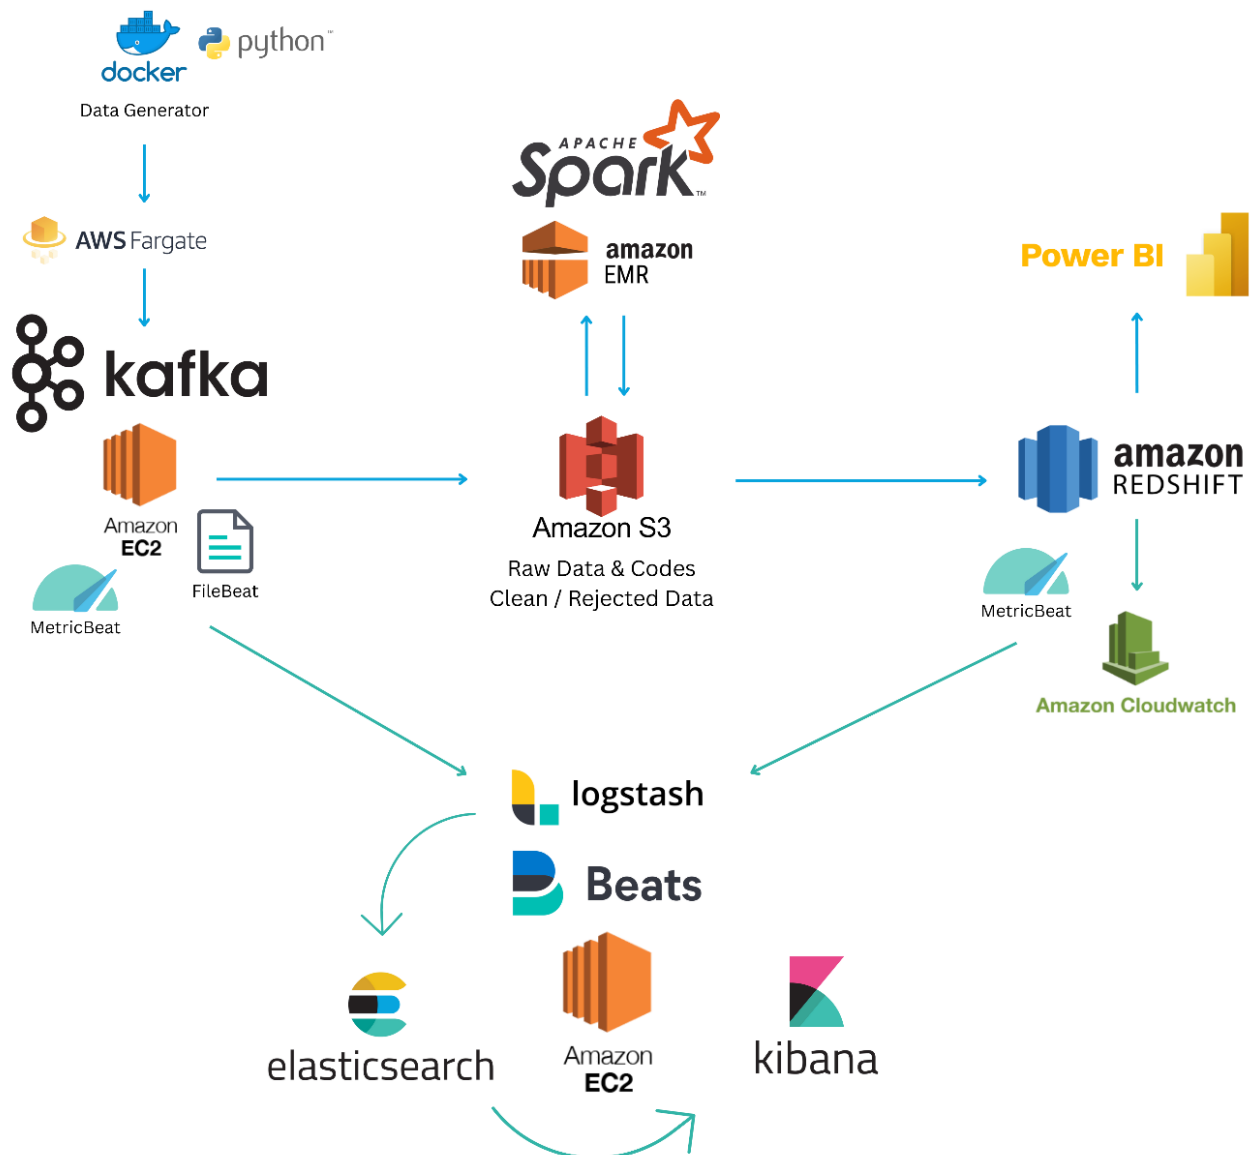 docker
python
Data Generator
AWS Fargate
kafka
Amazon
EC2
FileBeat
MetricBeat
APACHE
Spark™
amazon
EMR
Amazon S3
Raw Data & Codes
Clean / Rejected Data
Power BI
amazon
REDSHIFT
MetricBeat
Amazon Cloudwatch
logstash
Beats
elasticsearch
Amazon
EC2
kibana